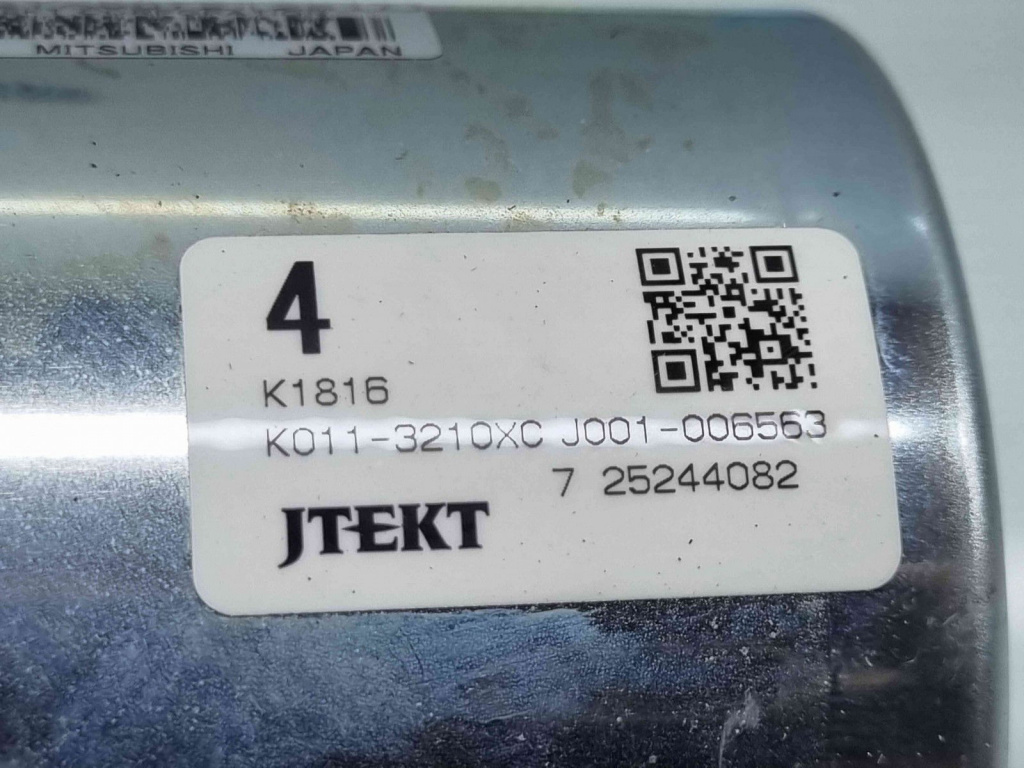 MITSUBISHI JAPAN
4
K1816
K011-3210XC J001-006563
7 25244082
JTEKT